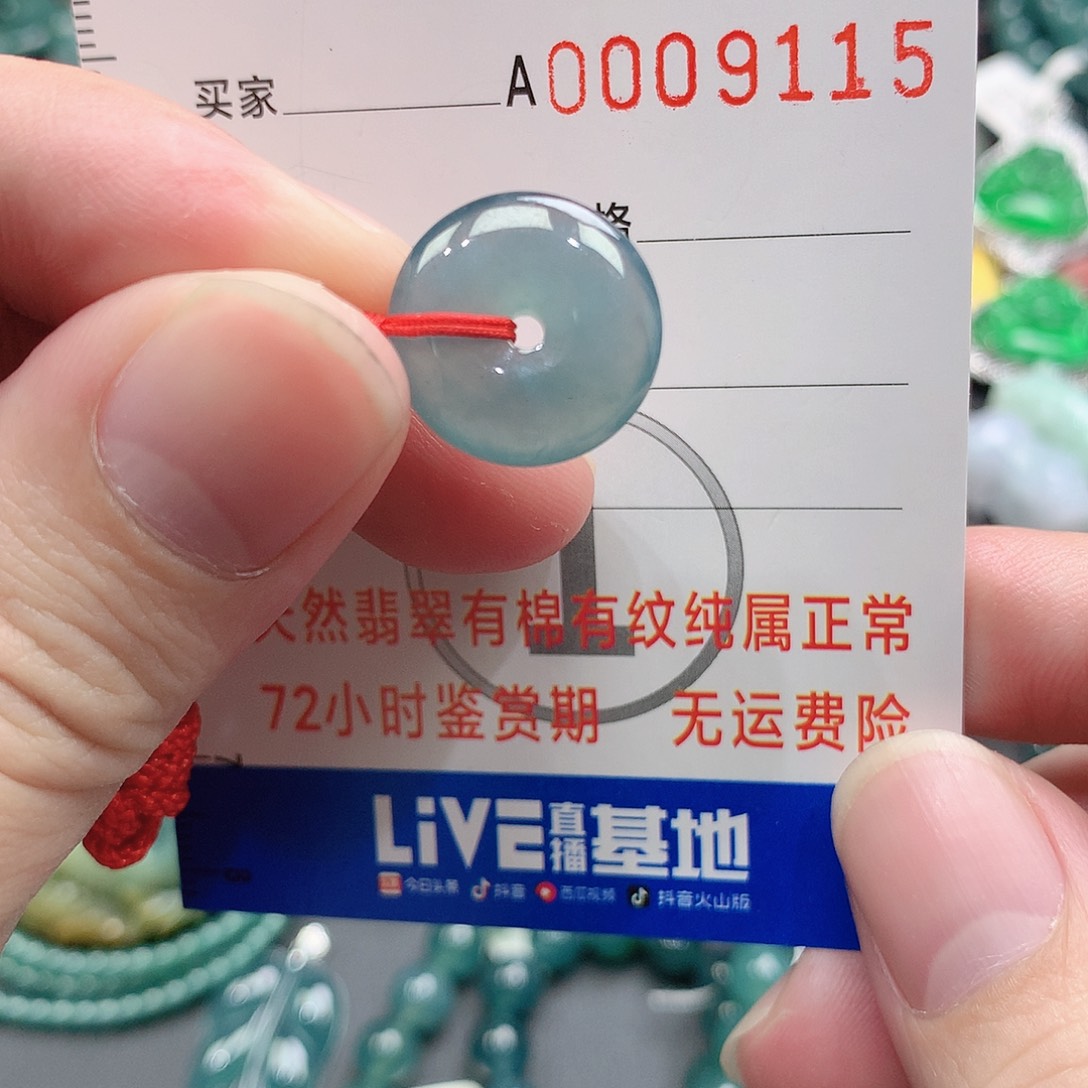 买家 A0009115
格
天然翡翠有棉有纹纯属正常
72小时鉴赏期 无运费险
LiVE直播基地
今日头条 抖音 西瓜视频 抖音火山版